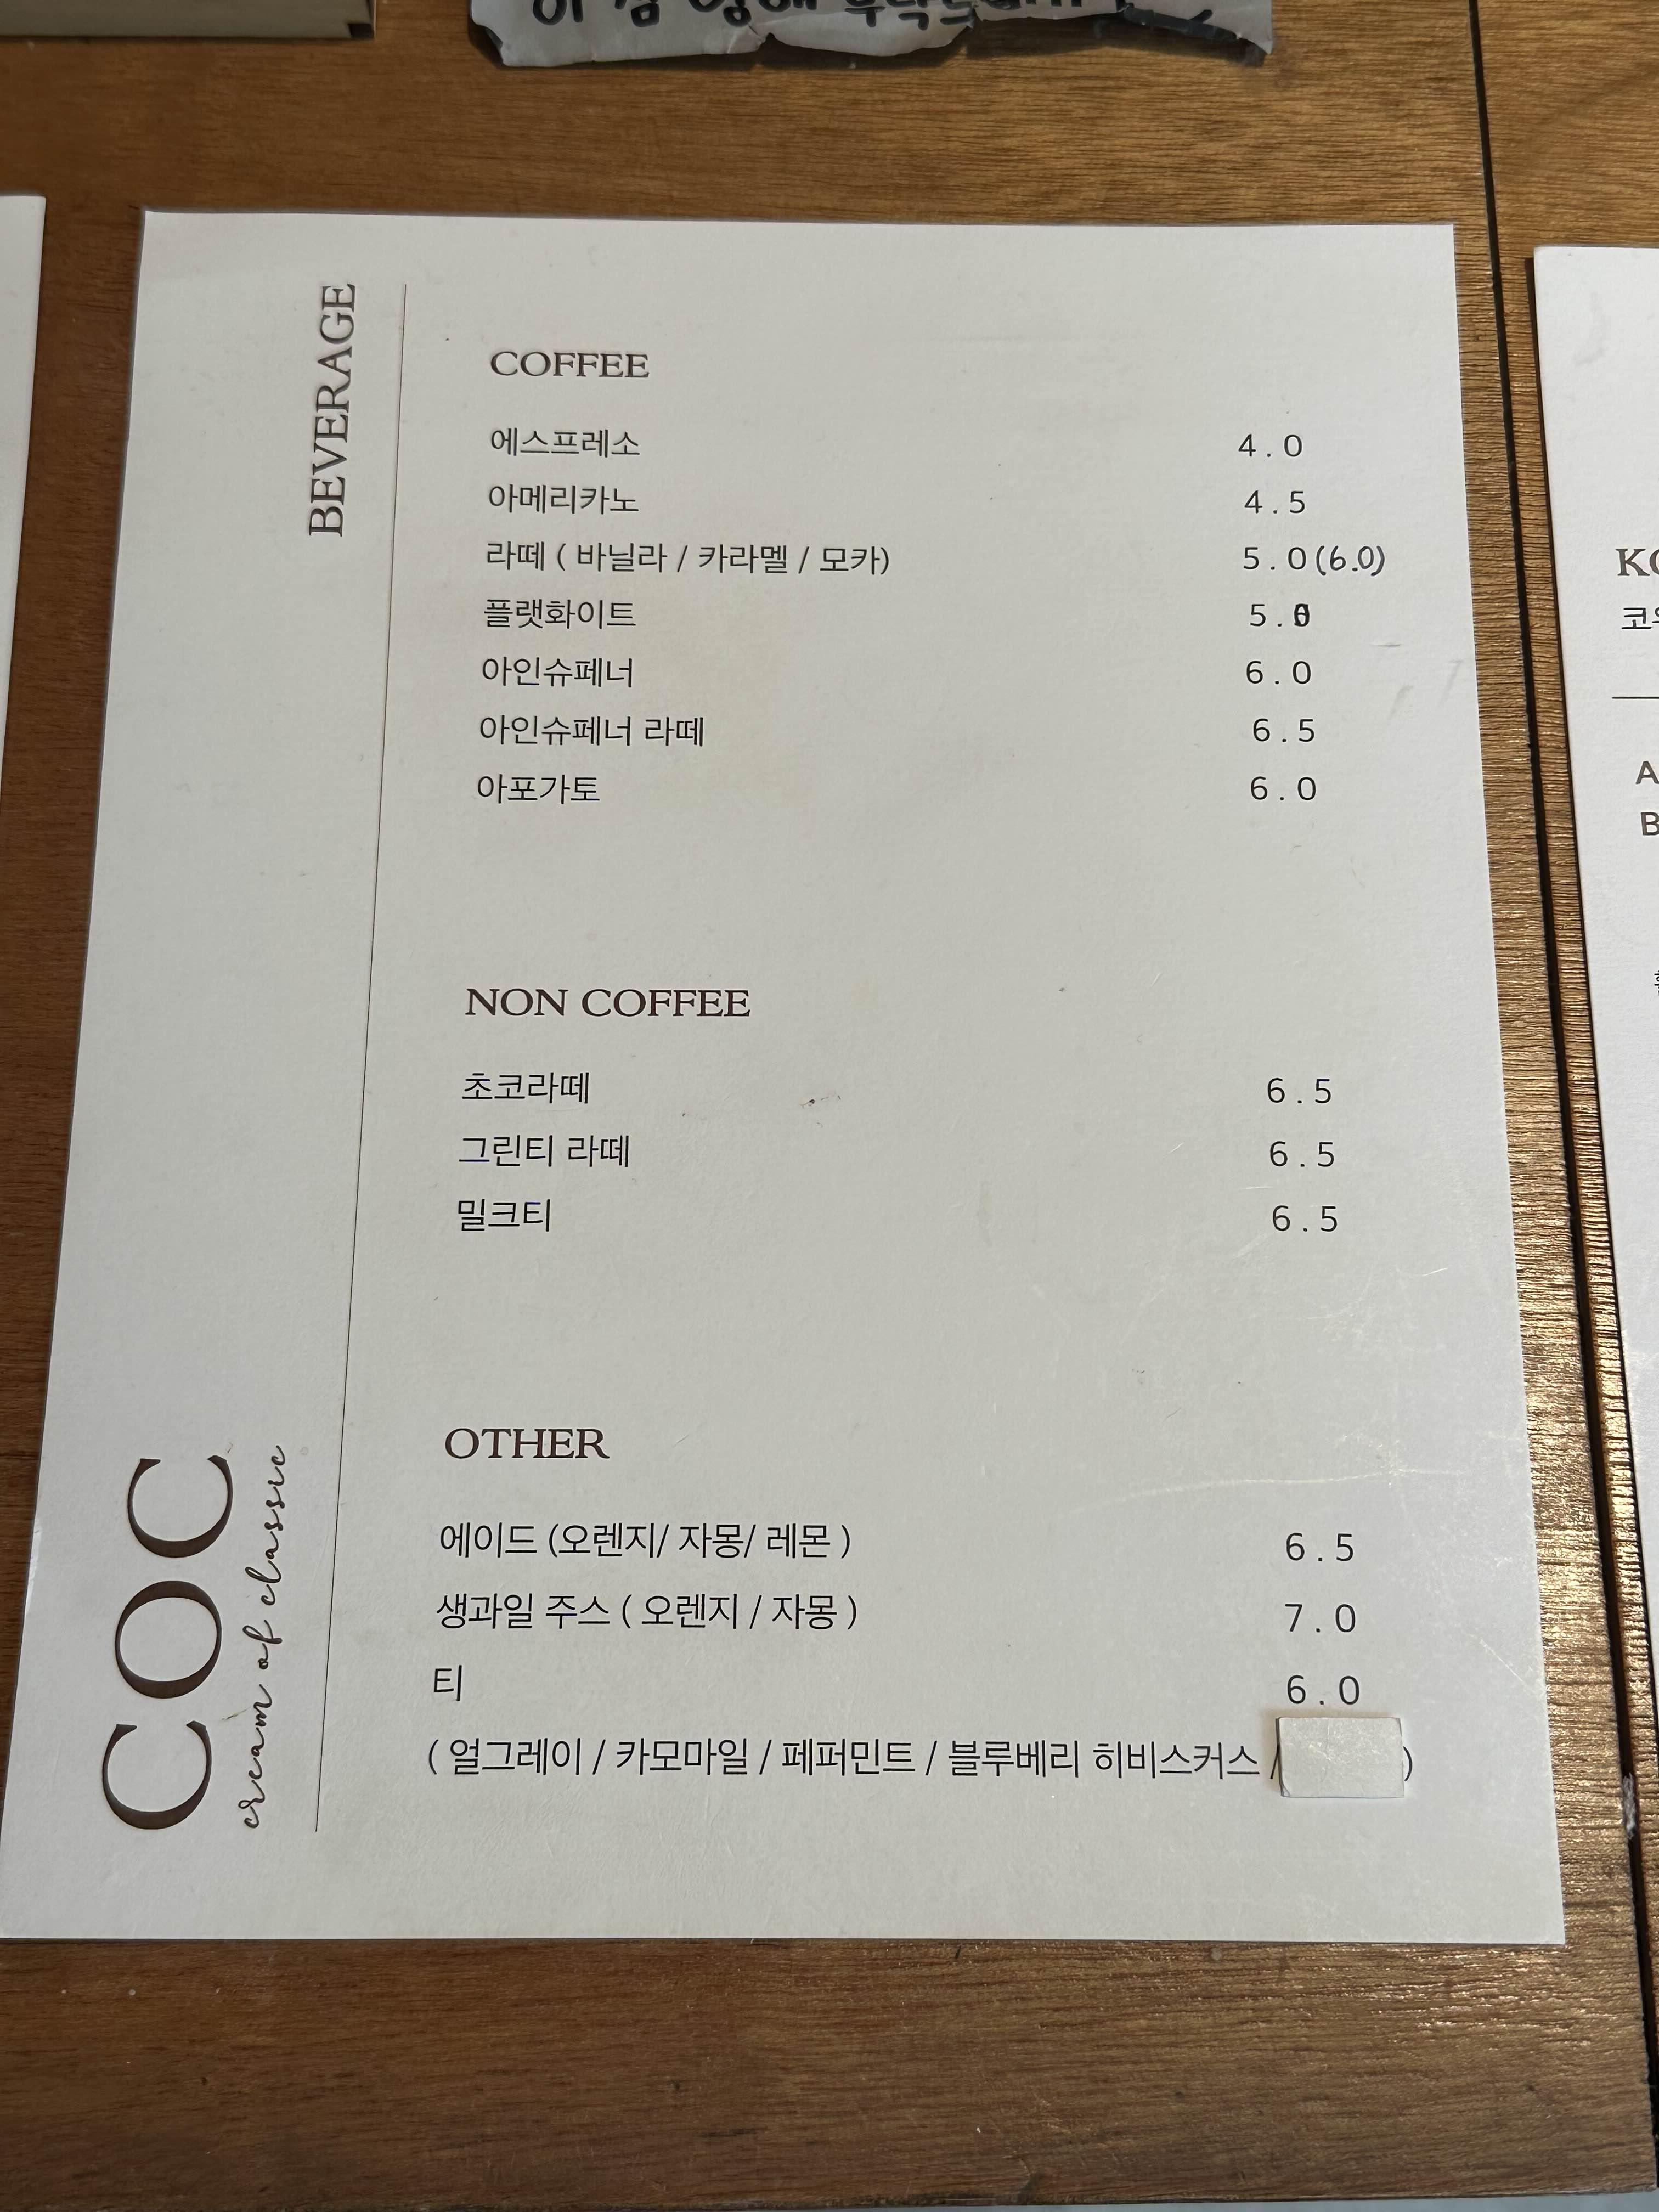 BEVERAGE
COFFEE
에스프레소 4.0
아메리카노 4.5
라떼 ( 바닐라 / 카라멜 / 모카) 5.0(6.0)
플랫화이트
아인슈페너 6.0
아인슈페너 라떼 6.5
아포가토 6.0
NON COFFEE
초코라떼 6.5
그린티 라떼 6.5
밀크티 6.5
OTHER
에이드 (오렌지/ 자몽/ 레몬 ) 6.5
생과일 주스 ( 오렌지 / 자몽 ) 7.0
티 6.0
( 얼그레이 / 카모마일 / 페퍼민트 / 블루베리 히비스커스 / )
COC
cream of classic
A
B